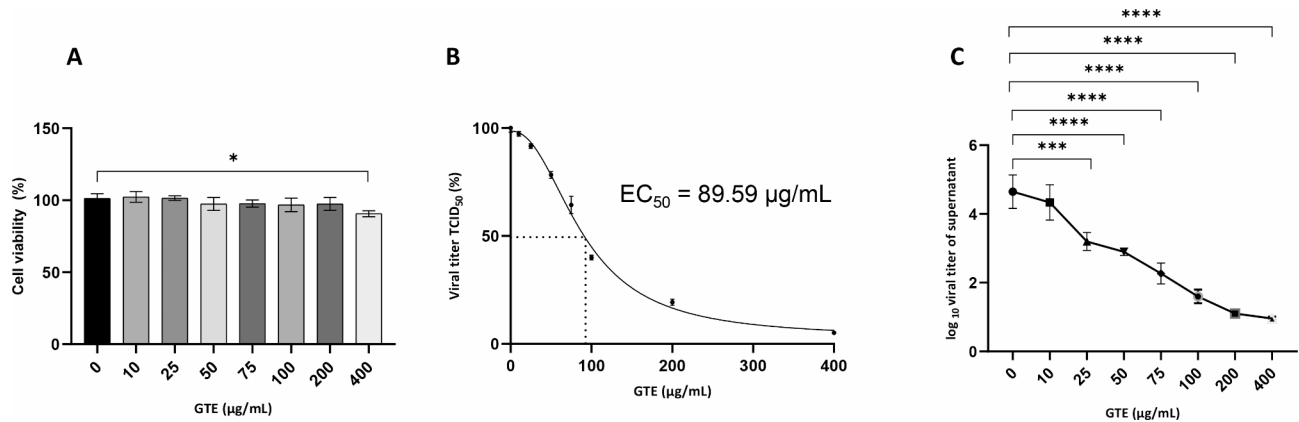 A
Cell viability (%)
150
100
50
0
*
0 10 25 50 75 100 200 400
GTE (µg/mL)
B
Viral titer TCID50 (%)
100
50
0
EC50 = 89.59 µg/mL
0 100 200 300 400
GTE (µg/mL)
C
****
****
****
****
****
***
log 10 viral titer of supernatant
6
4
2
0
0 10 25 50 75 100 200 400
GTE (µg/mL)